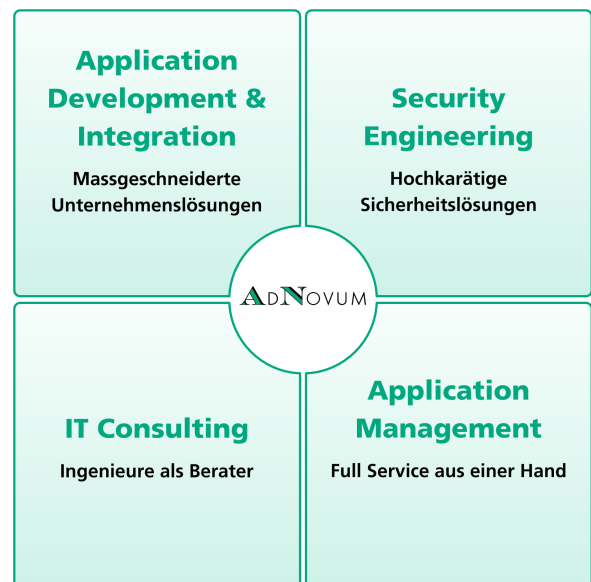 Application
Development &
Integration
Massgeschneiderte
Unternehmenslösungen
Security
Engineering
Hochkarätige
Sicherheitslösungen
ADNOVUM
IT Consulting
Ingenieure als Berater
Application
Management
Full Service aus einer Hand